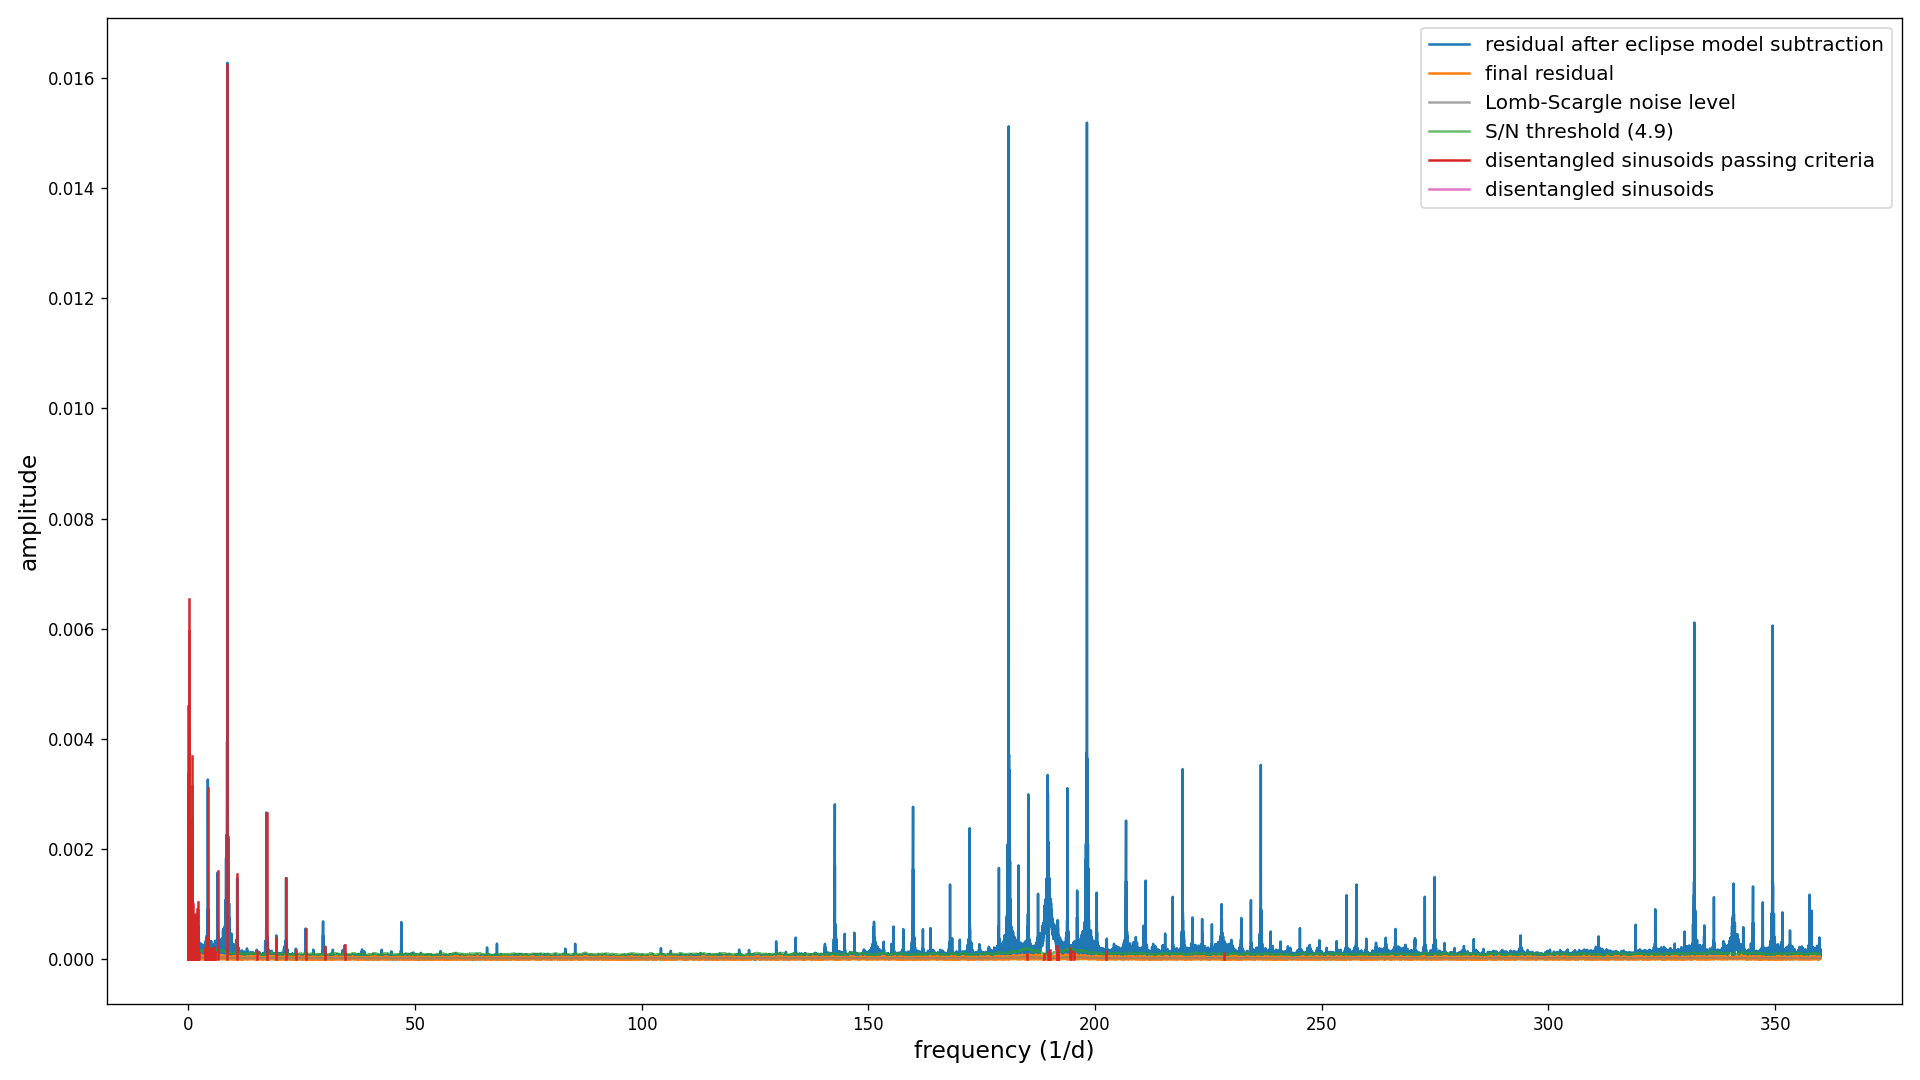 residual after eclipse model subtraction
final residual
Lomb-Scargle noise level
S/N threshold (4.9)
disentangled sinusoids passing criteria
disentangled sinusoids
0.016
0.014
0.012
0.010
0.008
0.006
0.004
0.002
0.000
amplitude
0 50 100 150 200 250 300 350
frequency (1/d)